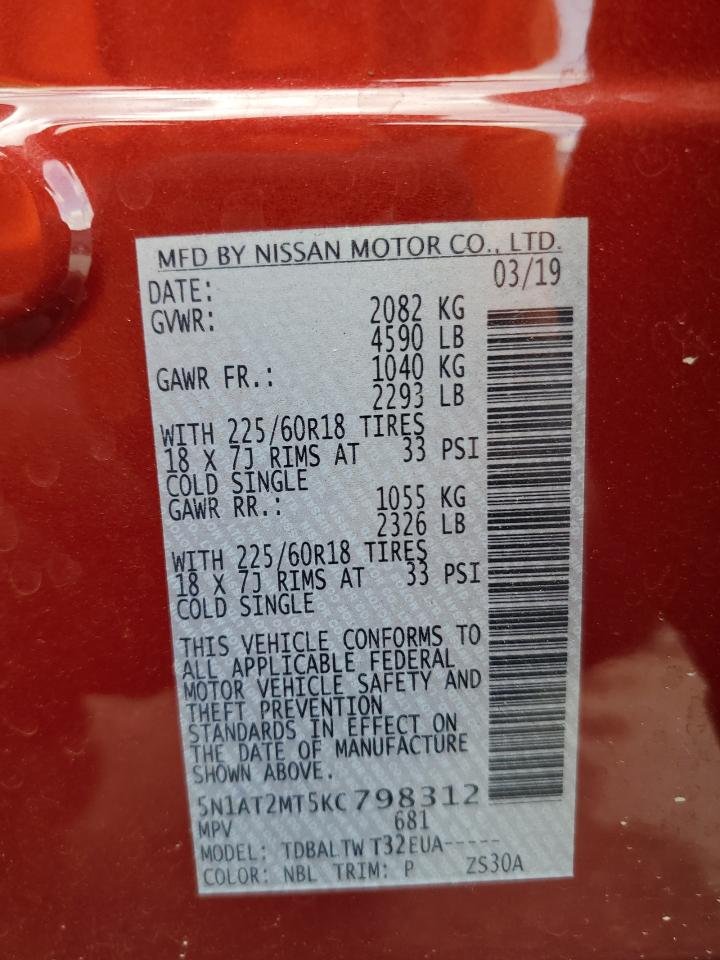 MFD BY NISSAN MOTOR CO., LTD.
DATE: 03/19
GVWR: 2082 KG
4590 LB
GAWR FR.: 1040 KG
2293 LB
WITH 225/60R18 TIRES
18 X 7J RIMS AT 33 PSI
COLD SINGLE
GAWR RR.: 1055 KG
2326 LB
WITH 225/60R18 TIRES
18 X 7J RIMS AT 33 PSI
COLD SINGLE
THIS VEHICLE CONFORMS TO
ALL APPLICABLE FEDERAL
MOTOR VEHICLE SAFETY AND
THEFT PREVENTION
STANDARDS IN EFFECT ON
THE DATE OF MANUFACTURE
SHOWN ABOVE.
5N1AT2MT5KC798312
MPV 681
MODEL: TDBALTW T32EUA-----
COLOR: NBL TRIM: P ZS30A